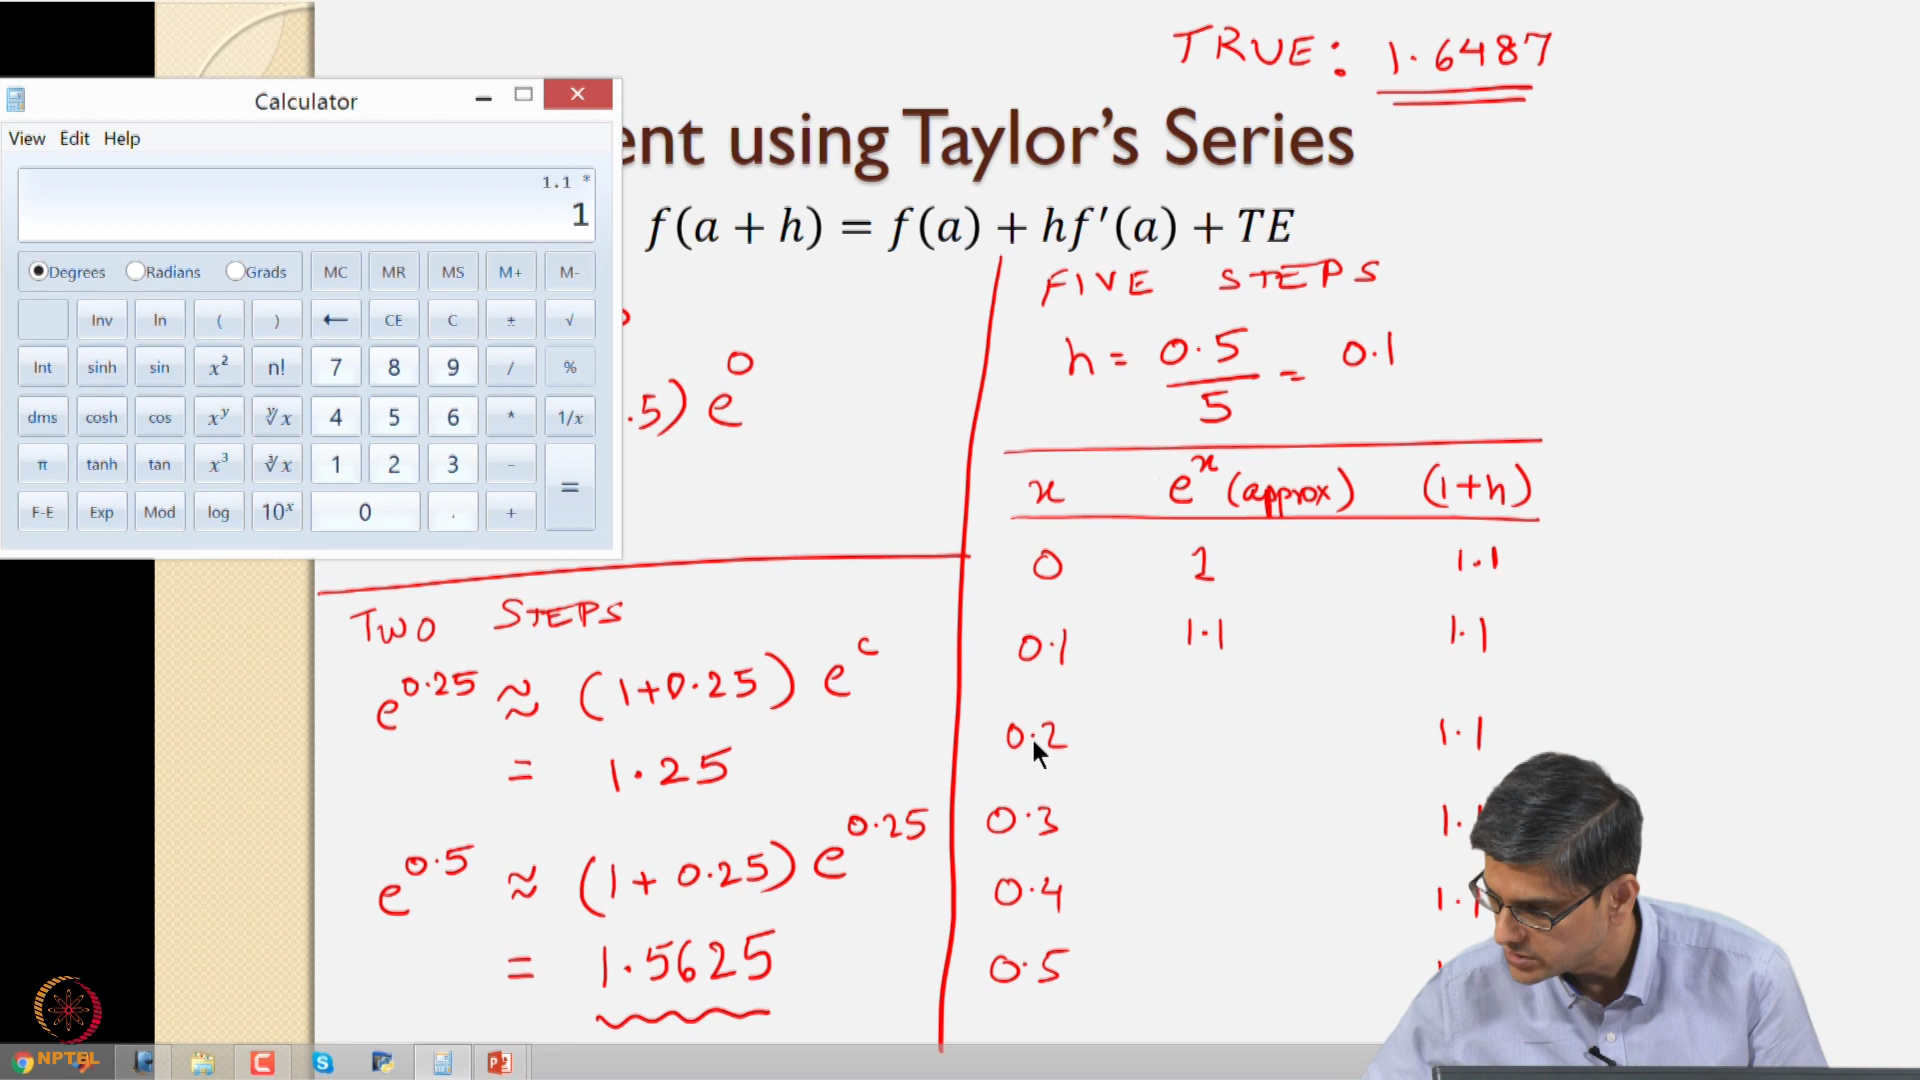 TRUE: 1.6487
Calculator
View Edit Help
1.1 *
1
Degrees Radians Grads MC MR MS M+ M-
Inv ln ( ) ← CE C ± √
Int sinh sin x² n! 7 8 9 / %
dms cosh cos xʸ ʸ√x 4 5 6 * 1/x
π tanh tan x³ ³√x 1 2 3 - =
F-E Exp Mod log 10ˣ 0 . +
ent using Taylor's Series
f(a + h) = f(a) + hf′(a) + TE
.5) e⁰
TWO STEPS
e^0.25 ≈ (1+0.25) e
= 1.25
e^0.5 ≈ (1+0.25) e^0.25
= 1.5625
FIVE STEPS
h = 0.5/5 = 0.1
x eˣ (approx) (1+h)
0 1 1.1
0.1 1.1 1.1
0.2 1.1
0.3 1.
0.4 1.1
0.5
NPTEL